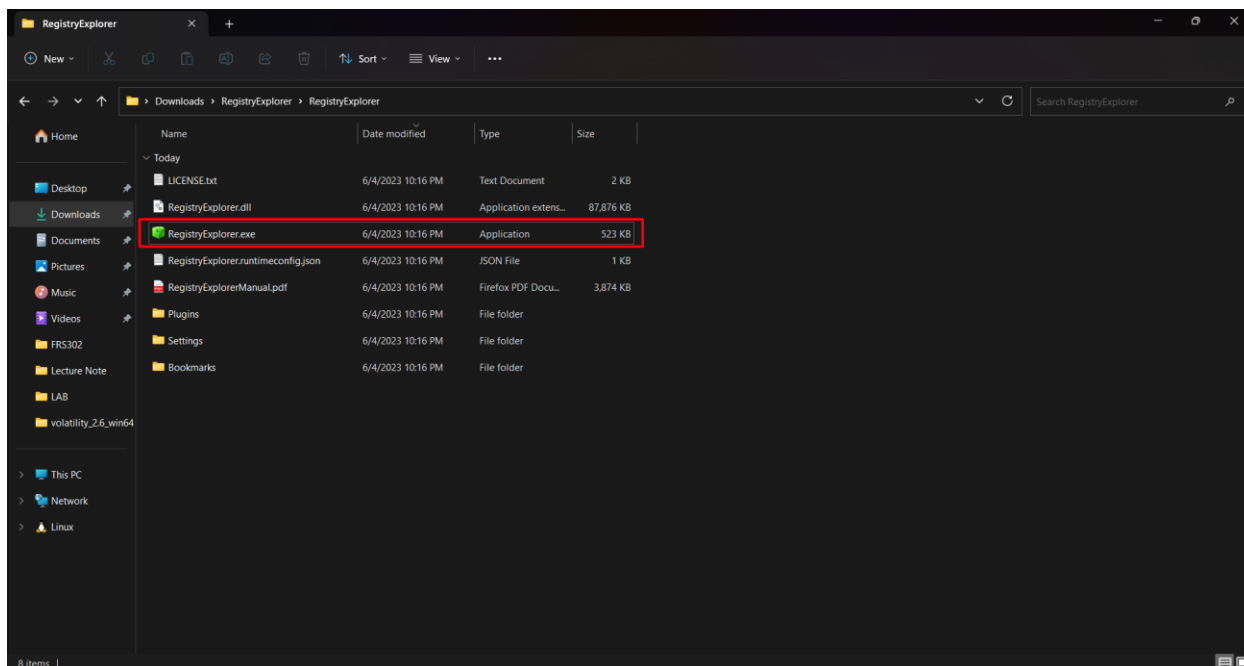 RegistryExplorer
New
Sort
View
Downloads > RegistryExplorer > RegistryExplorer
Search RegistryExplorer
Home
Desktop
Downloads
Documents
Pictures
Music
Videos
FRS302
Lecture Note
LAB
volatility_2.6_win64
This PC
Network
Linux
Name Date modified Type Size
Today
LICENSE.txt 6/4/2023 10:16 PM Text Document 2 KB
RegistryExplorer.dll 6/4/2023 10:16 PM Application extens... 87,876 KB
RegistryExplorer.exe 6/4/2023 10:16 PM Application 523 KB
RegistryExplorer.runtimeconfig.json 6/4/2023 10:16 PM JSON File 1 KB
RegistryExplorerManual.pdf 6/4/2023 10:16 PM Firefox PDF Docu... 3,874 KB
Plugins 6/4/2023 10:16 PM File folder
Settings 6/4/2023 10:16 PM File folder
Bookmarks 6/4/2023 10:16 PM File folder
8 items